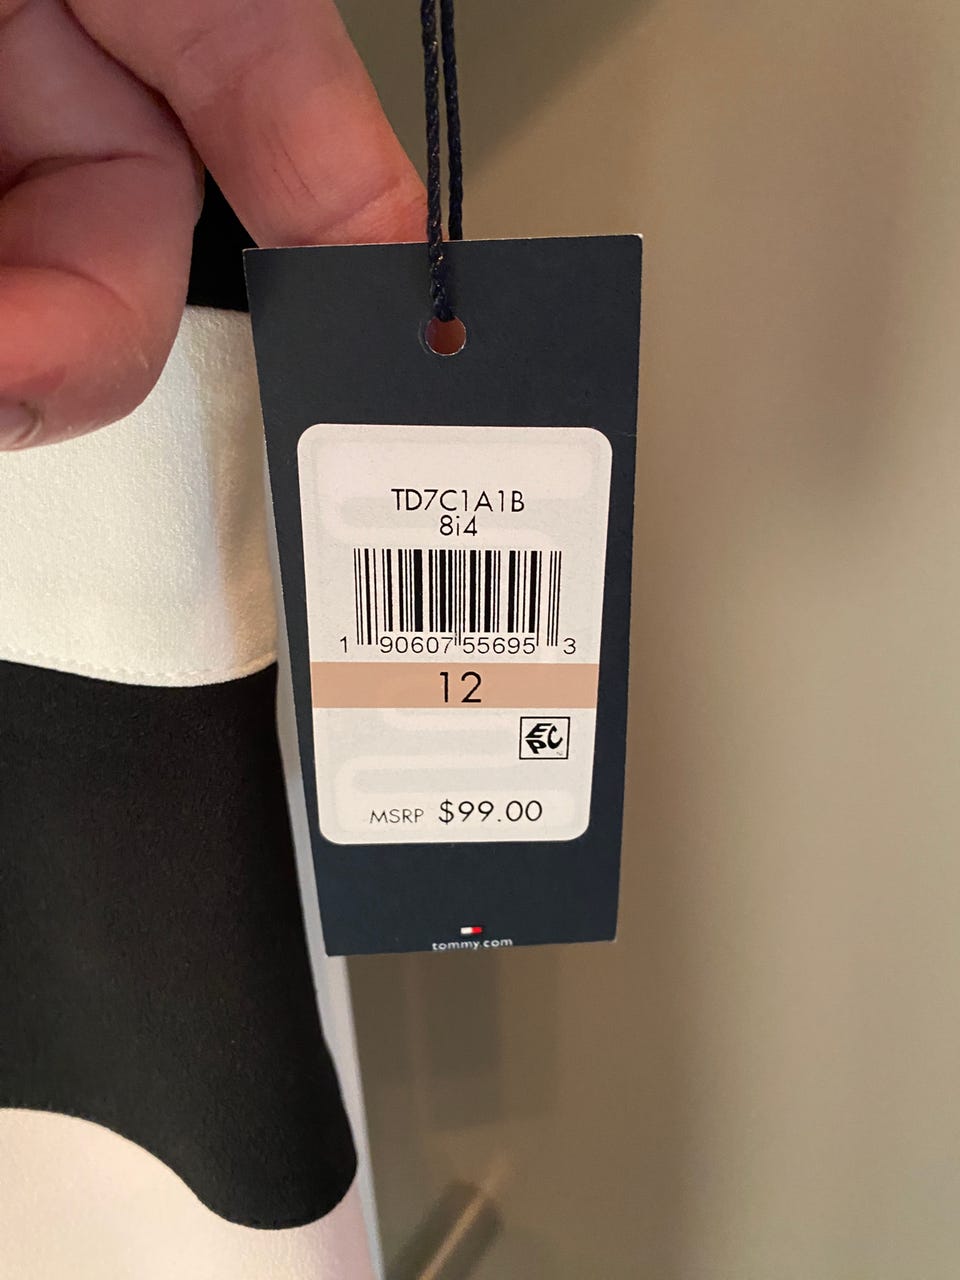 TD7C1A1B
8i4
1 90607 55695 3
12
EPC
MSRP $99.00
tommy.com